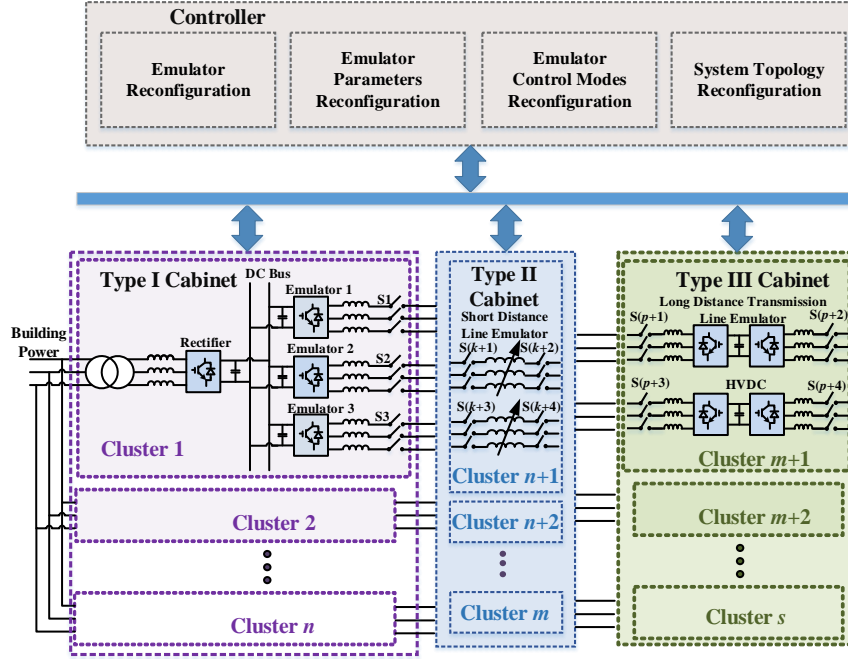 Controller
Emulator
Reconfiguration
Emulator
Parameters
Reconfiguration
Emulator
Control Modes
Reconfiguration
System Topology
Reconfiguration
Type I Cabinet
DC Bus
Emulator 1
S1
Building
Power
Rectifier
Emulator 2
S2
Emulator 3
S3
Cluster 1
Cluster 2
Cluster n
Type II
Cabinet
Short Distance
Line Emulator
S(k+1)
S(k+2)
S(k+3)
S(k+4)
Cluster n+1
Cluster n+2
Cluster m
Type III Cabinet
Long Distance Transmission
Line Emulator
S(p+1)
S(p+2)
S(p+3)
HVDC
S(p+4)
Cluster m+1
Cluster m+2
Cluster s